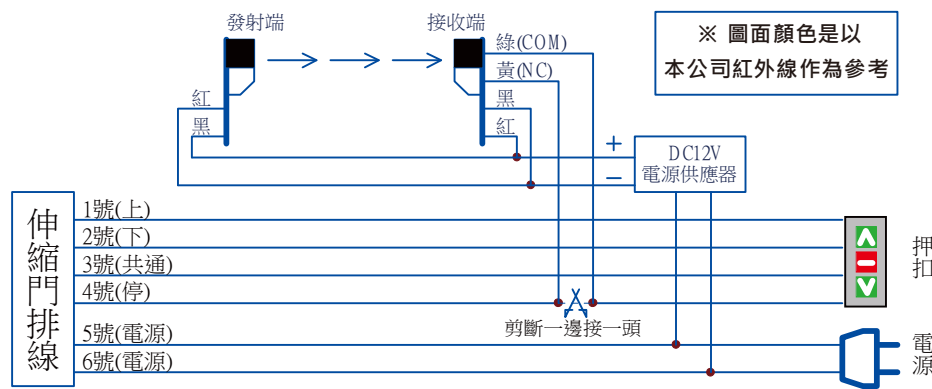 發射端
接收端
※ 圖面顏色是以
本公司紅外線作為參考
綠(COM)
黃(NC)
黑
紅
紅
黑
+
−
DC12V
電源供應器
伸縮門排線
1號(上)
2號(下)
3號(共通)
4號(停)
5號(電源)
6號(電源)
剪斷一邊接一頭
押扣
電源